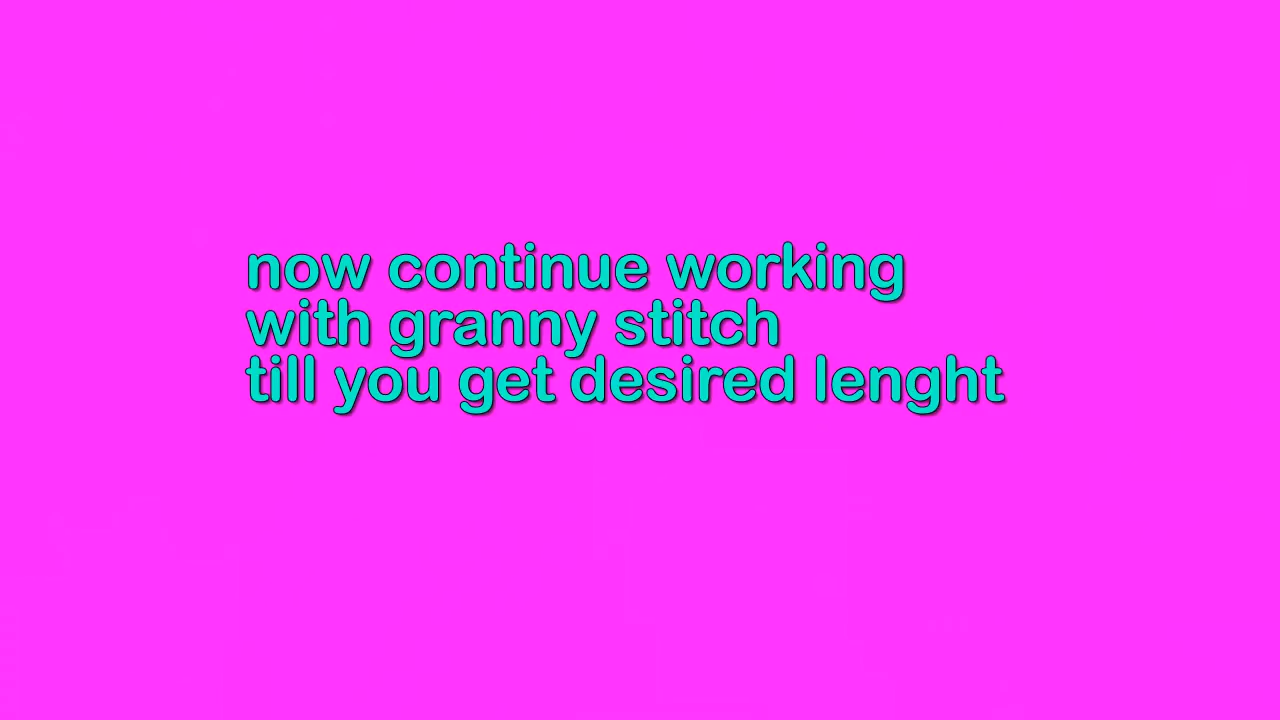 now continue working
with granny stitch
till you get desired lenght